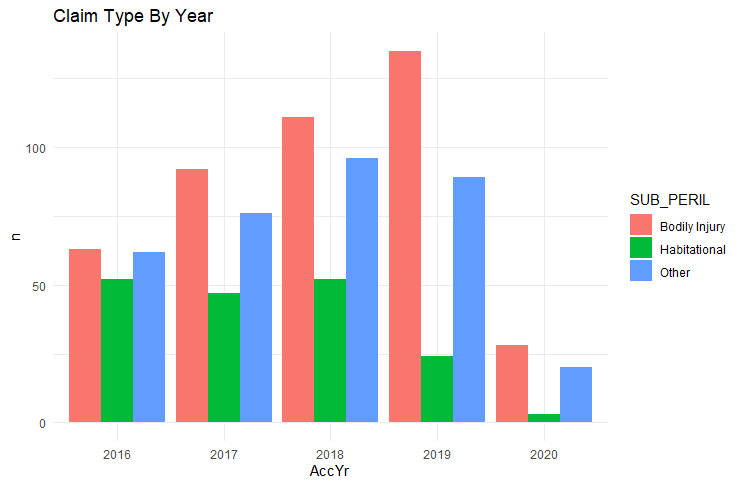 Claim Type By Year
n
100
50
0
2016 2017 2018 2019 2020
AccYr
SUB_PERIL
Bodily Injury
Habitational
Other